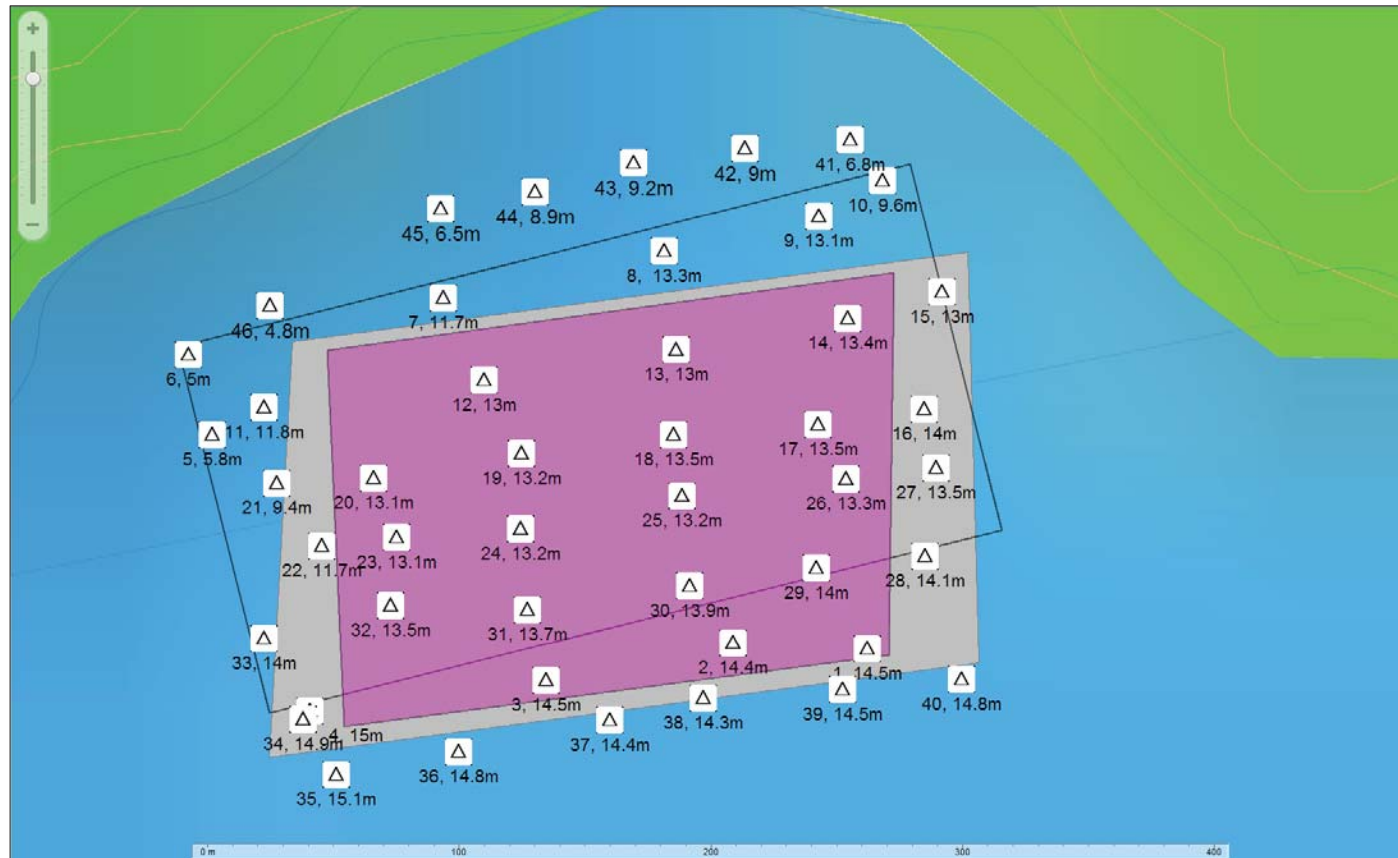 +
43, 9.2m
42, 9m
41, 6.8m
45, 6.5m
44, 8.9m
10, 9.6m
9, 13.1m
8, 13.3m
46, 4.8m
7, 11.7m
15, 13m
14, 13.4m
6, 5m
13, 13m
12, 13m
11, 11.8m
5, 5.8m
16, 14m
17, 13.5m
18, 13.5m
19, 13.2m
20, 13.1m
21, 9.4m
27, 13.5m
26, 13.3m
25, 13.2m
24, 13.2m
23, 13.1m
22, 11.7m
28, 14.1m
29, 14m
30, 13.9m
31, 13.7m
32, 13.5m
33, 14m
2, 14.4m
1, 14.5m
3, 14.5m
40, 14.8m
39, 14.5m
38, 14.3m
37, 14.4m
4, 15m
34, 14.9m
36, 14.8m
35, 15.1m
0 m 100 200 300 400